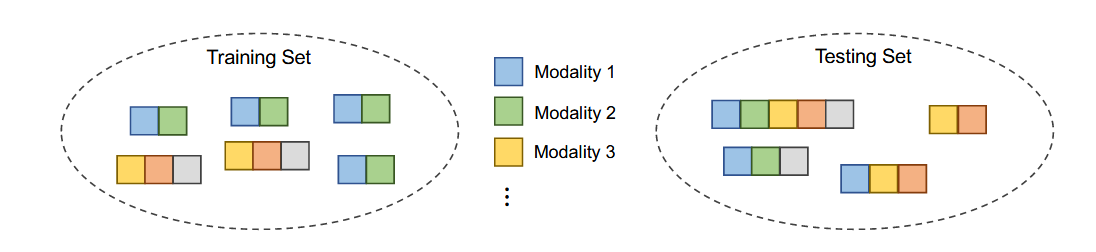 Training Set
Testing Set
Modality 1
Modality 2
Modality 3
⋮